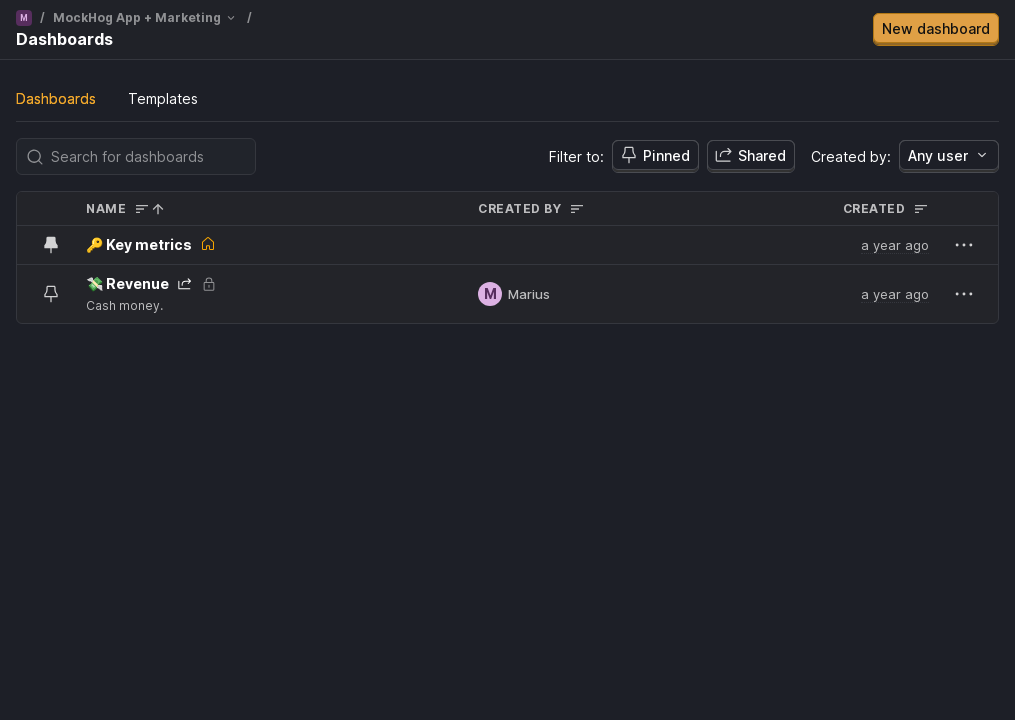 M / MockHog App + Marketing /
Dashboards
New dashboard
Dashboards Templates
Search for dashboards
Filter to: Pinned Shared Created by: Any user
NAME CREATED BY CREATED
🔑 Key metrics a year ago
💸 Revenue
Cash money.
M Marius a year ago